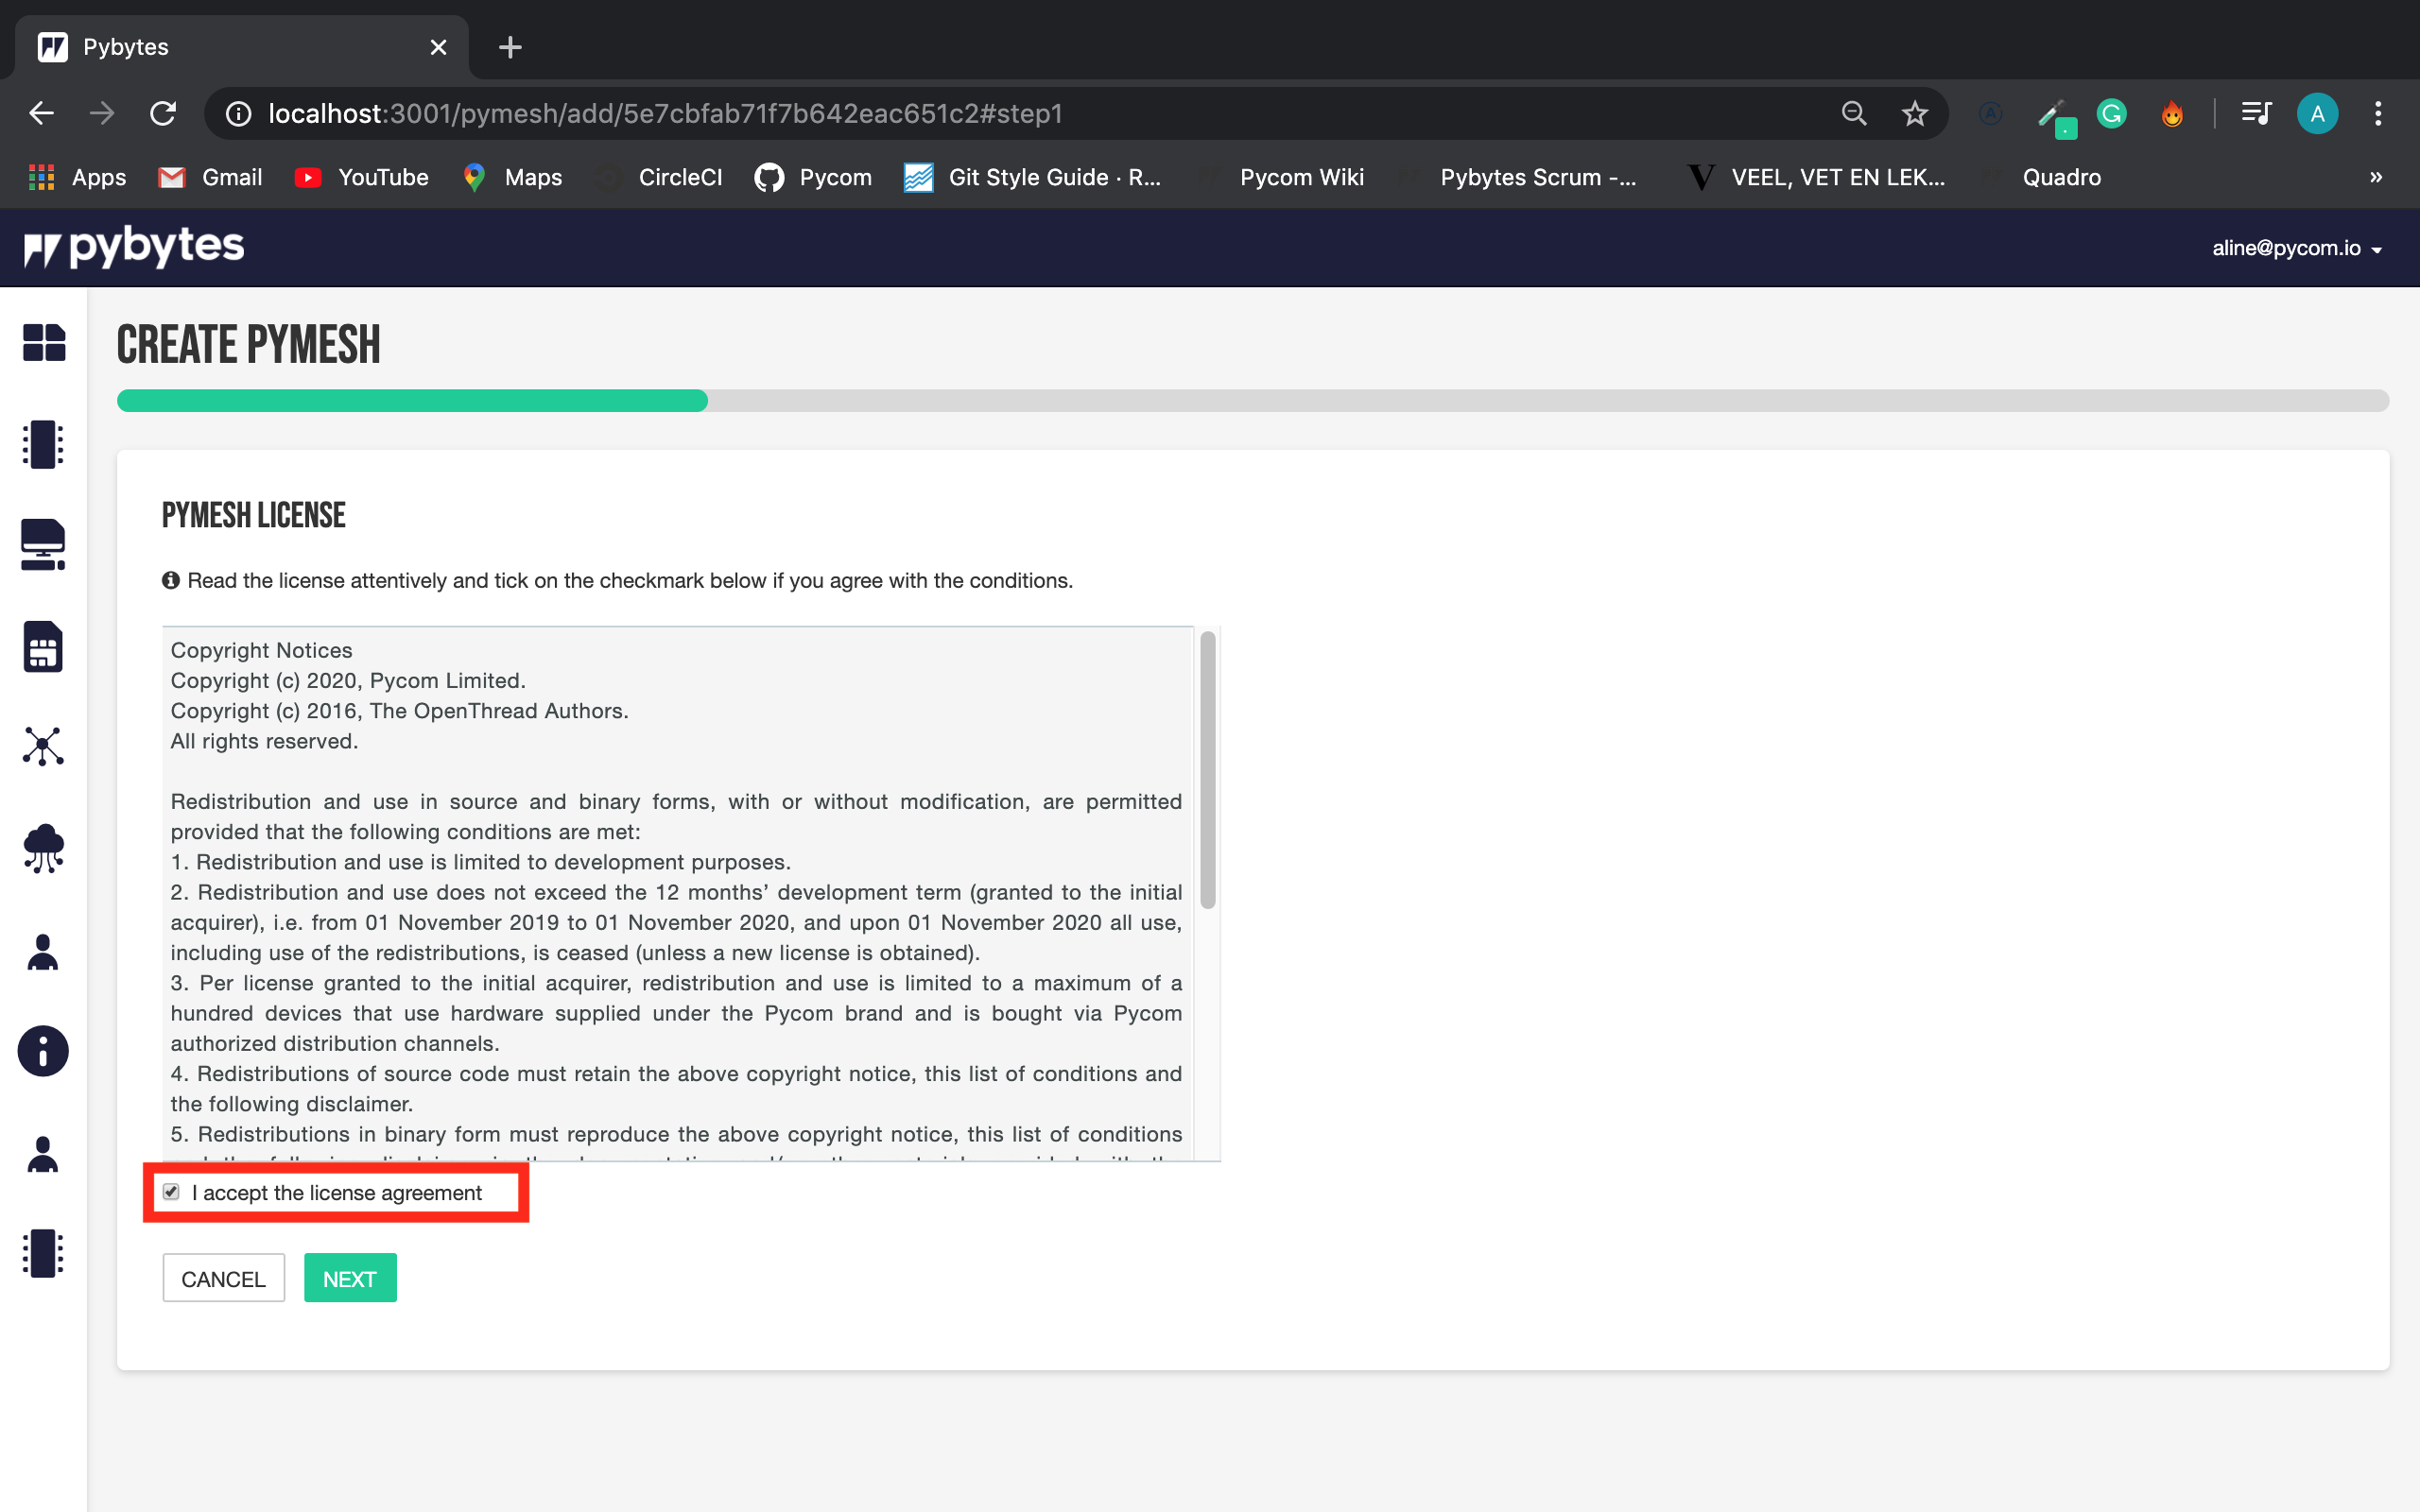 Pybytes
localhost:3001/pymesh/add/5e7cbfab71f7b642eac651c2#step1
A
Apps
Gmail
YouTube
Maps
CircleCI
Pycom
Git Style Guide · R...
Pycom Wiki
Pybytes Scrum -...
VEEL, VET EN LEK...
Quadro
»
pybytes
aline@pycom.io
CREATE PYMESH
PYMESH LICENSE
Read the license attentively and tick on the checkmark below if you agree with the conditions.
Copyright Notices
Copyright (c) 2020, Pycom Limited.
Copyright (c) 2016, The OpenThread Authors.
All rights reserved.
Redistribution and use in source and binary forms, with or without modification, are permitted
provided that the following conditions are met:
1. Redistribution and use is limited to development purposes.
2. Redistribution and use does not exceed the 12 months’ development term (granted to the initial
acquirer), i.e. from 01 November 2019 to 01 November 2020, and upon 01 November 2020 all use,
including use of the redistributions, is ceased (unless a new license is obtained).
3. Per license granted to the initial acquirer, redistribution and use is limited to a maximum of a
hundred devices that use hardware supplied under the Pycom brand and is bought via Pycom
authorized distribution channels.
4. Redistributions of source code must retain the above copyright notice, this list of conditions and
the following disclaimer.
5. Redistributions in binary form must reproduce the above copyright notice, this list of conditions
I accept the license agreement
CANCEL
NEXT